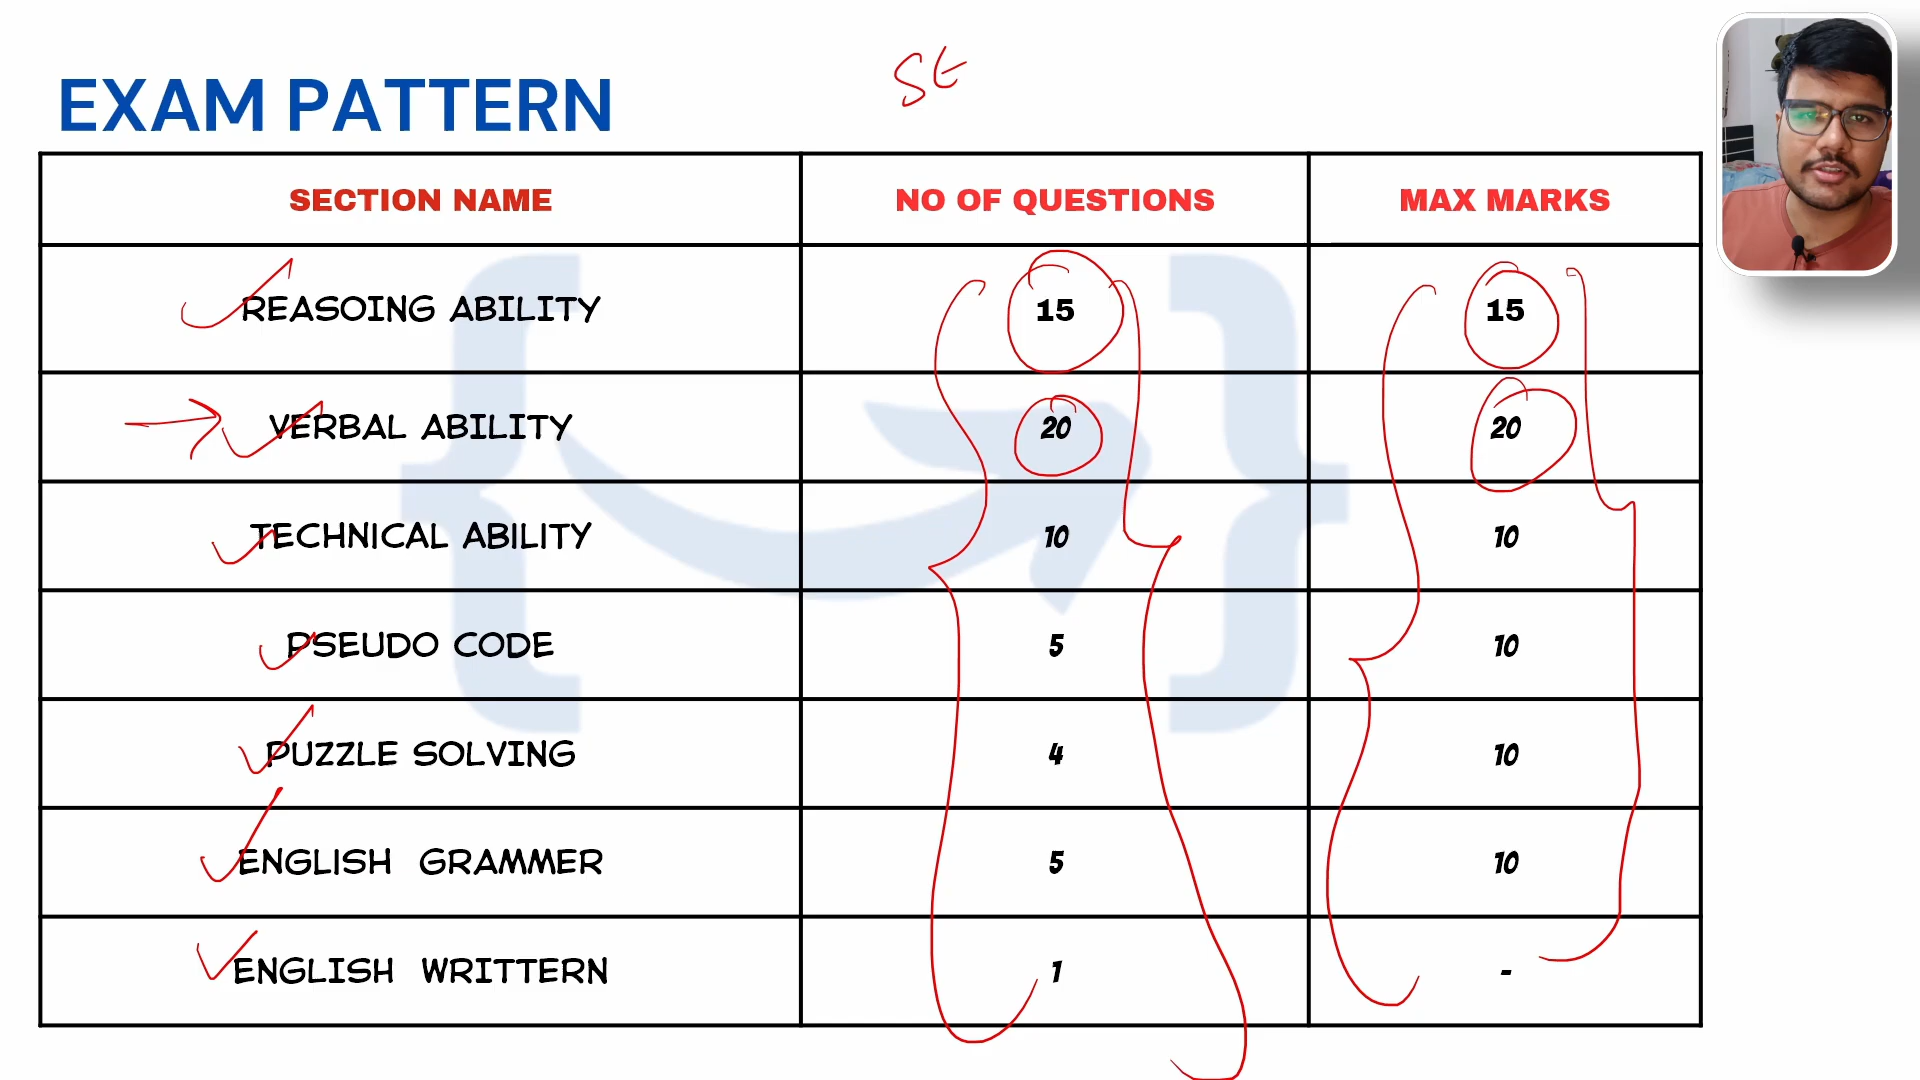 SE
EXAM PATTERN
SECTION NAME NO OF QUESTIONS MAX MARKS
REASOING ABILITY 15 15
VERBAL ABILITY 20 20
TECHNICAL ABILITY 10 10
PSEUDO CODE 5 10
PUZZLE SOLVING 4 10
ENGLISH GRAMMER 5 10
ENGLISH WRITTERN 1 -